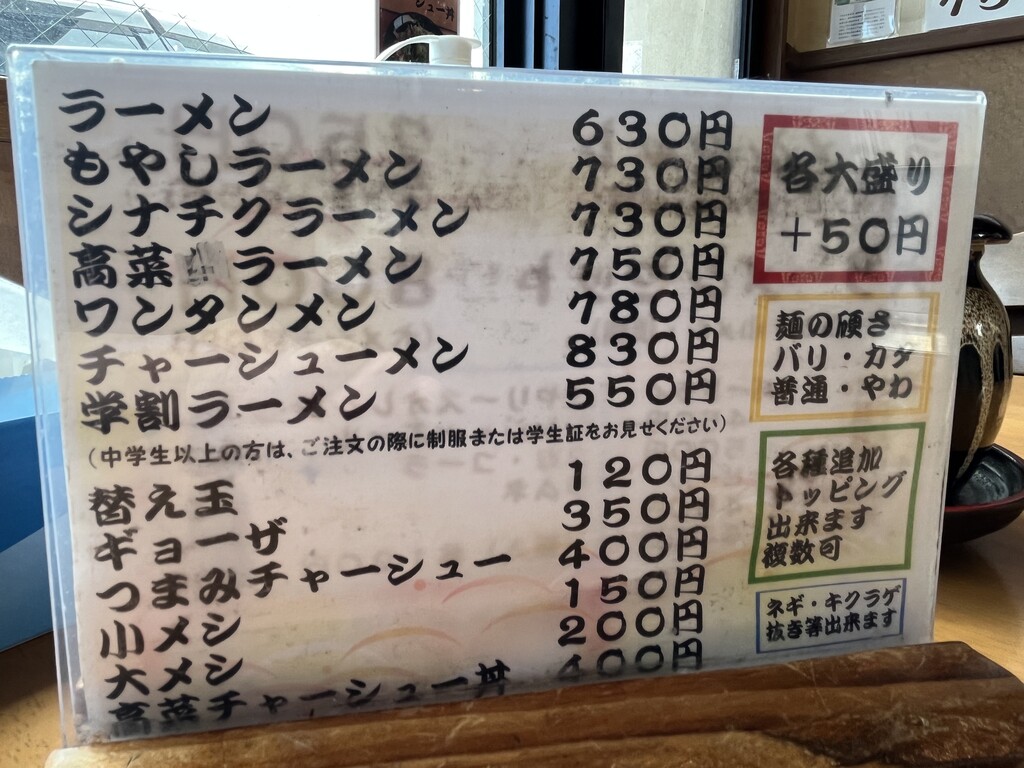 シュー丼
ラーメン 630円
もやしラーメン 730円
シナチクラーメン 730円
高菜 ラーメン 750円
ワンタンメン 780円
チャーシューメン 830円
学割ラーメン 550円
(中学生以上の方は、ご注文の際に制服または学生証をお見せください)
替え玉 120円
ギョーザ 350円
つまみチャーシュー 400円
小メシ 150円
大メシ 200円
高菜チャーシュー丼 400円
各大盛り
+50円
麺の硬さ
バリ・カタ
普通・やわ
各種追加
トッピング
出来ます
複数可
ネギ・キクラゲ
抜き等出来ます